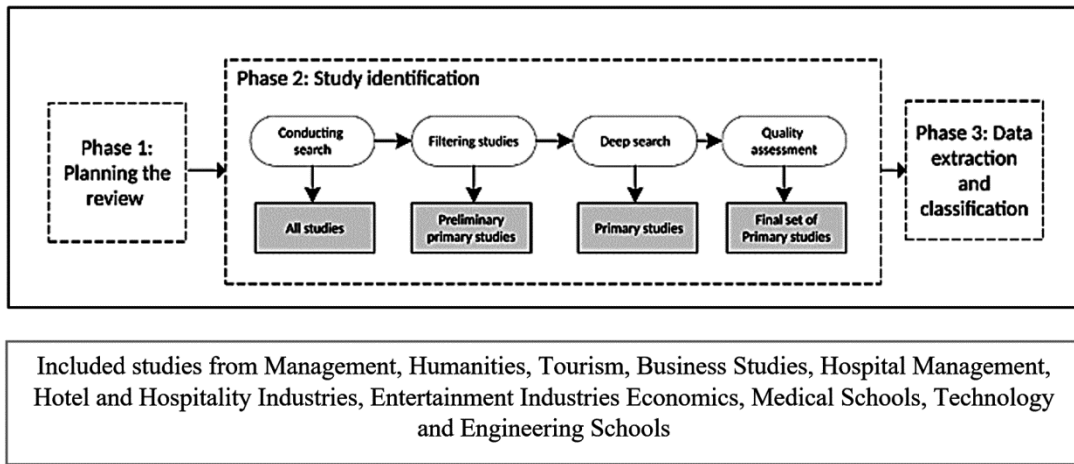 Phase 1:
Planning the
review
Phase 2: Study identification
Conducting
search
Filtering studies
Deep search
Quality
assessment
All studies
Preliminary
primary studies
Primary studies
Final set of
Primary studies
Phase 3: Data
extraction
and
classification
Included studies from Management, Humanities, Tourism, Business Studies, Hospital Management,
Hotel and Hospitality Industries, Entertainment Industries Economics, Medical Schools, Technology
and Engineering Schools